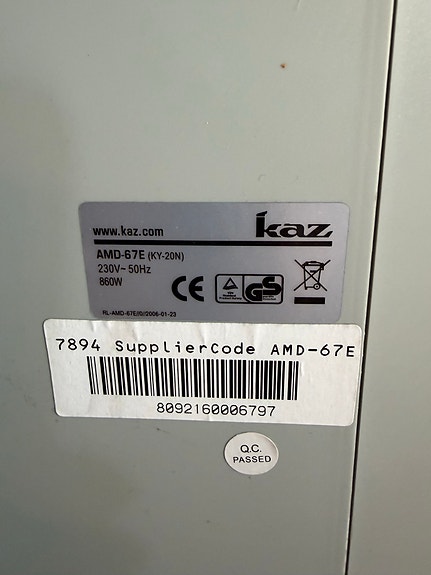 www.kaz.com
kaz
AMD-67E (KY-20N)
230V~ 50Hz
860W
CE
GS
RL-AMD-67E/0/2006-01-23
7894 SupplierCode AMD-67E
8092160006797
Q.C.
PASSED